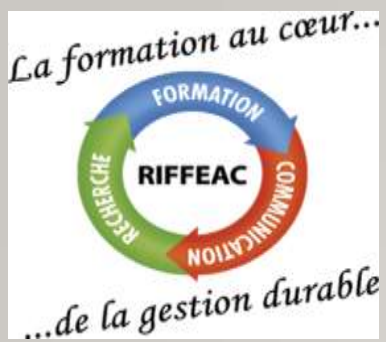 La formation au cœur...
FORMATION
COMMUNICATION
RECHERCHE
RIFFEAC
...de la gestion durable